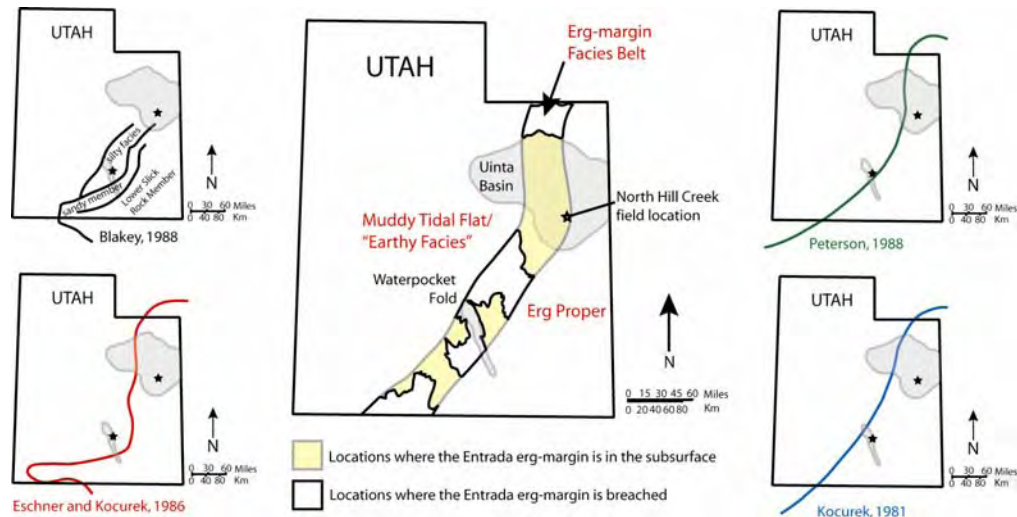 UTAH
silty facies
sandy member
Lower Slick
Rock Member
N
0 30 60 Miles
0 40 80 Km
Blakey, 1988
UTAH
N
0 30 60 Miles
0 40 80 Km
Eschner and Kocurek, 1986
Erg-margin
Facies Belt
UTAH
Uinta
Basin
North Hill Creek
field location
Muddy Tidal Flat/
"Earthy Facies"
Waterpocket
Fold
Erg Proper
N
0 15 30 45 60 Miles
0 20 40 60 80 Km
Locations where the Entrada erg-margin is in the subsurface
Locations where the Entrada erg-margin is breached
UTAH
N
0 30 60 Miles
0 40 80 Km
Peterson, 1988
UTAH
N
0 30 60 Miles
0 40 80 Km
Kocurek, 1981